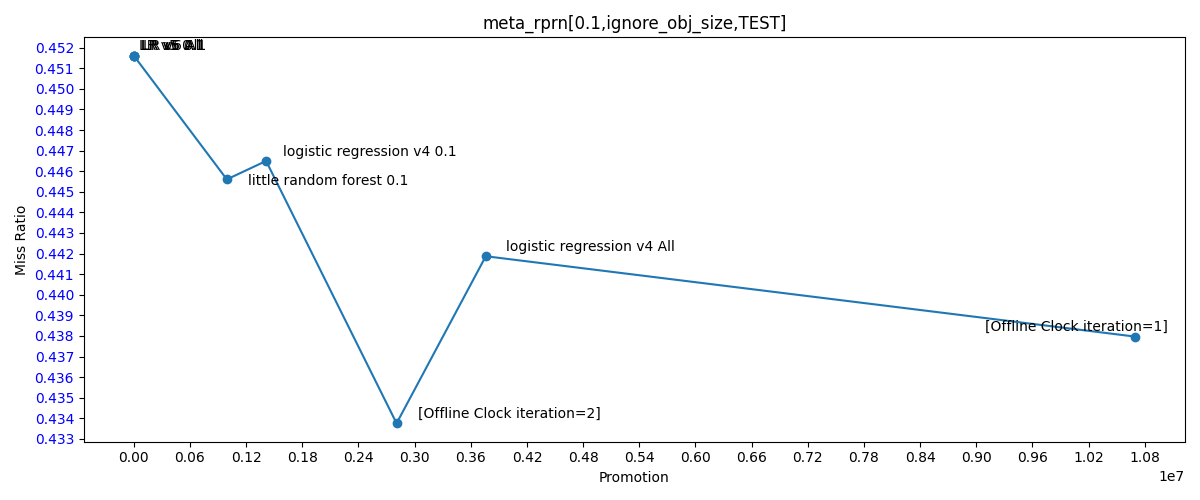 meta_rprn[0.1,ignore_obj_size,TEST]
0.452
0.451
0.450
0.449
0.448
0.447
0.446
0.445
0.444
0.443
0.442
0.441
0.440
0.439
0.438
0.437
0.436
0.435
0.434
0.433
Miss Ratio
logistic regression v4 0.1
little random forest 0.1
logistic regression v4 All
[Offline Clock iteration=1]
[Offline Clock iteration=2]
0.00 0.06 0.12 0.18 0.24 0.30 0.36 0.42 0.48 0.54 0.60 0.66 0.72 0.78 0.84 0.90 0.96 1.02 1.08
1e7
Promotion